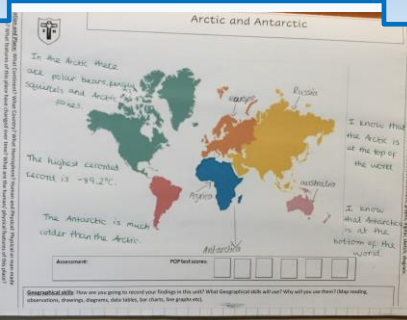 Arctic and Antarctic
In the Arctic there
are polour bears,
squirels and Arctic
foxes.
europe
Russia
I know that
the Arctic is
at the top of
the world
The highest
record is -89.2°C.
Africa
australia
I know
that Antarctica
is at the
bottom of the
world
The Antarctic is much
colder than the Arctic.
Antarctica
Assessment:
POP test scores:
Geographical skills: How are you going to record your findings in this unit? What Geographical skills will use? Why will you use them? (Map reading,
observations, drawings, diagrams, data tables, bar charts, line graphs etc).